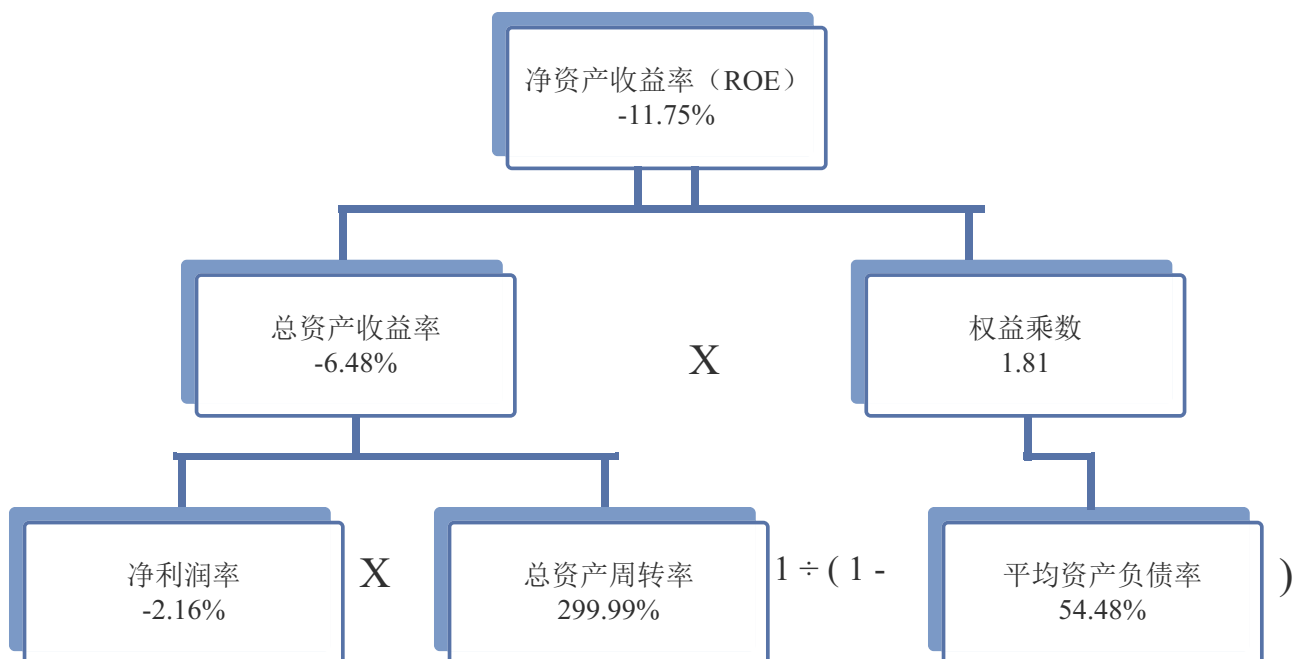 净资产收益率（ROE）
-11.75%
总资产收益率
-6.48%
X
权益乘数
1.81
净利润率
-2.16%
X
总资产周转率
299.99%
1 ÷ ( 1 -
平均资产负债率
54.48%
)